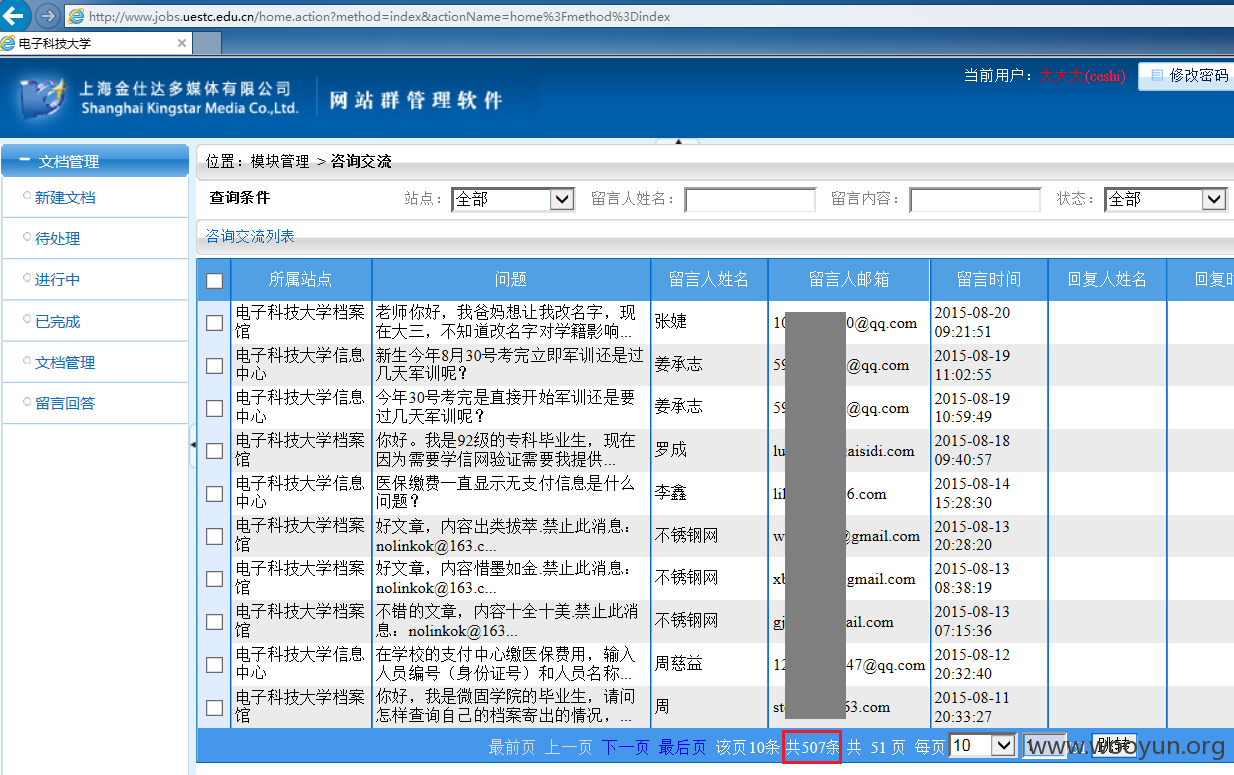 http://www.jobs.uestc.edu.cn/home.action?method=index&actionName=home%3Fmethod%3Dindex
电子科技大学
上海金仕达多媒体有限公司
Shanghai Kingstar Media Co.,Ltd.
网站群管理软件
当前用户：大大大(ceshi)
修改密码
文档管理
新建文档
待处理
进行中
已完成
文档管理
留言回答
位置：模块管理 > 咨询交流
查询条件 站点： 全部 留言人姓名： 留言内容： 状态： 全部
咨询交流列表
所属站点 问题 留言人姓名 留言人邮箱 留言时间 回复人姓名 回复时
电子科技大学档案馆
老师你好，我爸妈想让我改名字，现
在大三，不知道改名字对学籍影响...
张婕
10 0@qq.com
2015-08-20
09:21:51
电子科技大学信息中心
新生今年8月30号考完立即军训还是过
几天军训呢？
姜承志
59 @qq.com
2015-08-19
11:02:55
电子科技大学信息中心
今年30号考完是直接开始军训还是要
过几天军训呢？
姜承志
59 @qq.com
2015-08-19
10:59:49
电子科技大学档案馆
你好。我是92级的专科毕业生，现在
因为需要学信网验证需要我提供...
罗成
lu aisidi.com
2015-08-18
09:40:57
电子科技大学信息中心
医保缴费一直显示无支付信息是什么
问题？
李鑫
6.com
2015-08-14
15:28:30
电子科技大学档案馆
好文章，内容出类拔萃.禁止此消息：
nolinkok@163.c...
不锈钢网
w @gmail.com
2015-08-13
20:28:20
电子科技大学档案馆
好文章，内容惜墨如金.禁止此消息：
nolinkok@163.c...
不锈钢网
xb gmail.com
2015-08-13
08:38:19
电子科技大学档案馆
不错的文章，内容十全十美.禁止此消
息：nolinkok@163...
不锈钢网
gj ail.com
2015-08-13
07:15:36
电子科技大学信息中心
在学校的支付中心缴医保费用，输入
人员编号（身份证号）和人员名称...
周慈益
12 47@qq.com
2015-08-12
20:32:40
电子科技大学档案馆
你好，我是微固学院的毕业生，请问
怎样查询自己的档案寄出的情况，...
周
63.com
2015-08-11
20:33:27
最前页 上一页 下一页 最后页 该页10条 共507条 共 51 页 每页 10 1 跳转
www.wooyun.org